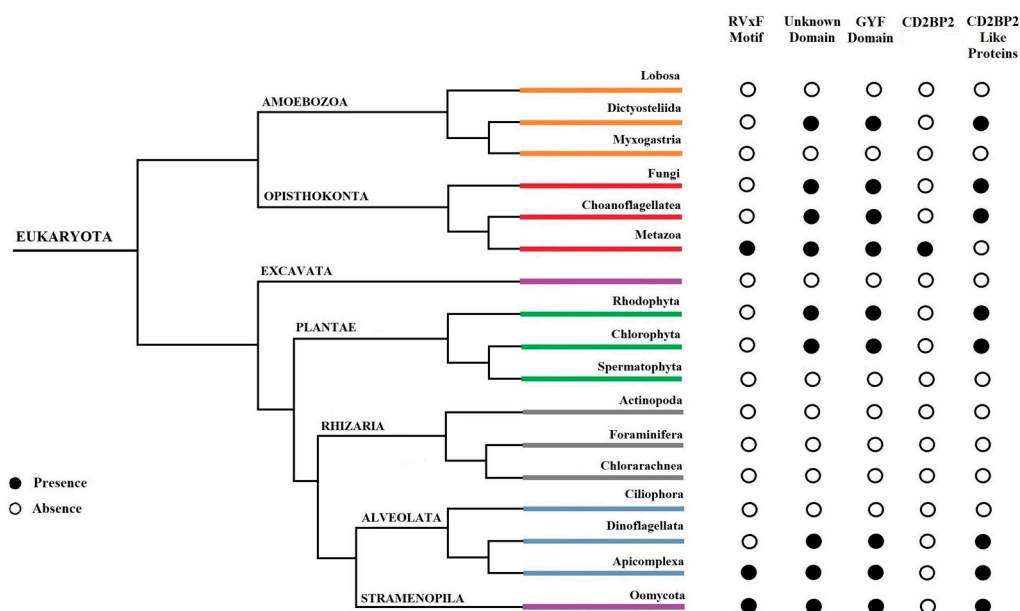 RVxF Motif
Unknown Domain
GYF Domain
CD2BP2
CD2BP2 Like Proteins
Lobosa
AMOEBOZOA
Dictyosteliida
Myxogastria
Fungi
OPISTHOKONTA
Choanoflagellatea
Metazoa
EUKARYOTA
EXCAVATA
Rhodophyta
PLANTAE
Chlorophyta
Spermatophyta
Actinopoda
RHIZARIA
Foraminifera
Chlorarachnea
Presence
Ciliophora
Absence
ALVEOLATA
Dinoflagellata
Apicomplexa
STRAMENOPILA
Oomycota